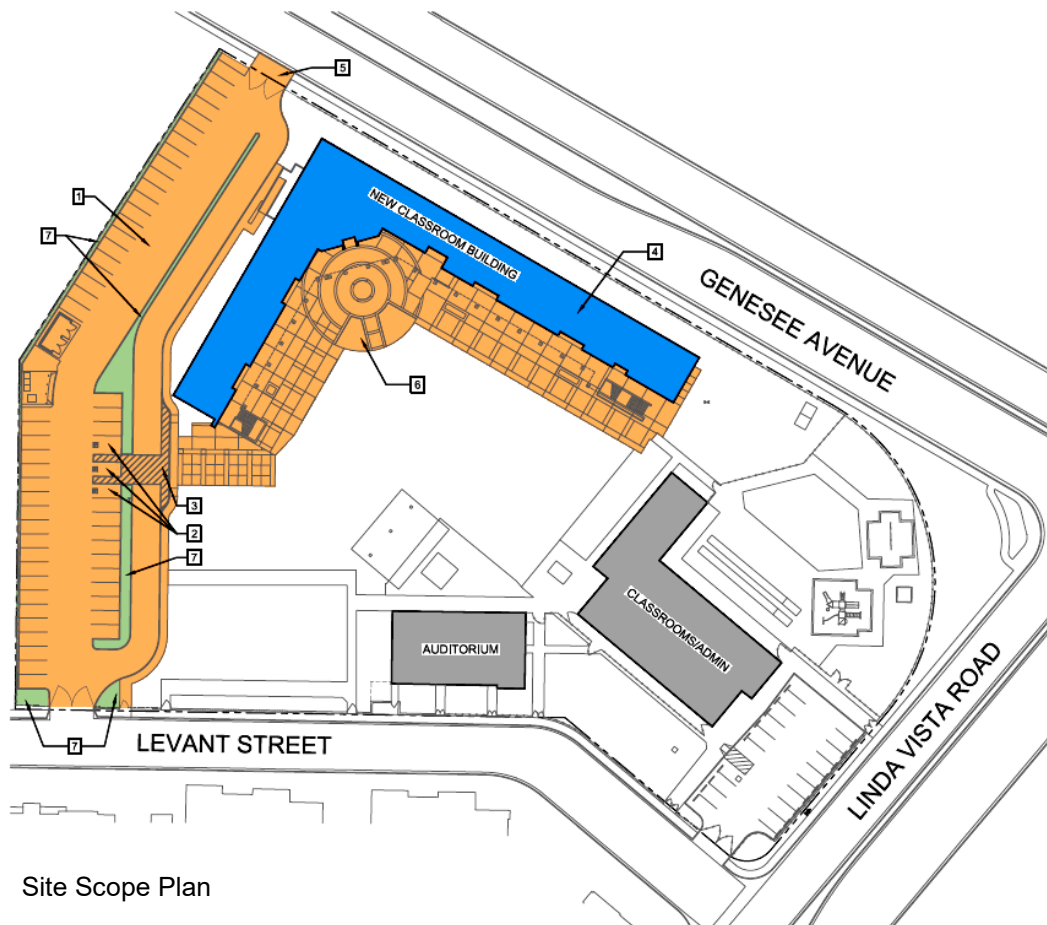 5
1
7
NEW CLASSROOM BUILDING
4
GENESEE AVENUE
6
3
2
7
CLASSROOMS/ADMIN
AUDITORIUM
LINDA VISTA ROAD
7
LEVANT STREET
Site Scope Plan